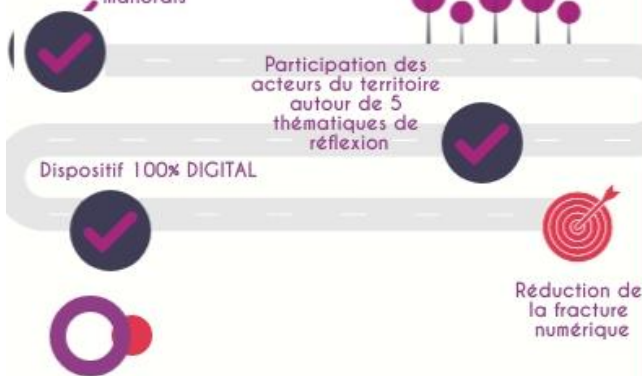 Participation des
acteurs du territoire
autour de 5
thématiques de
réflexion
Dispositif 100% DIGITAL
Réduction de
la fracture
numérique